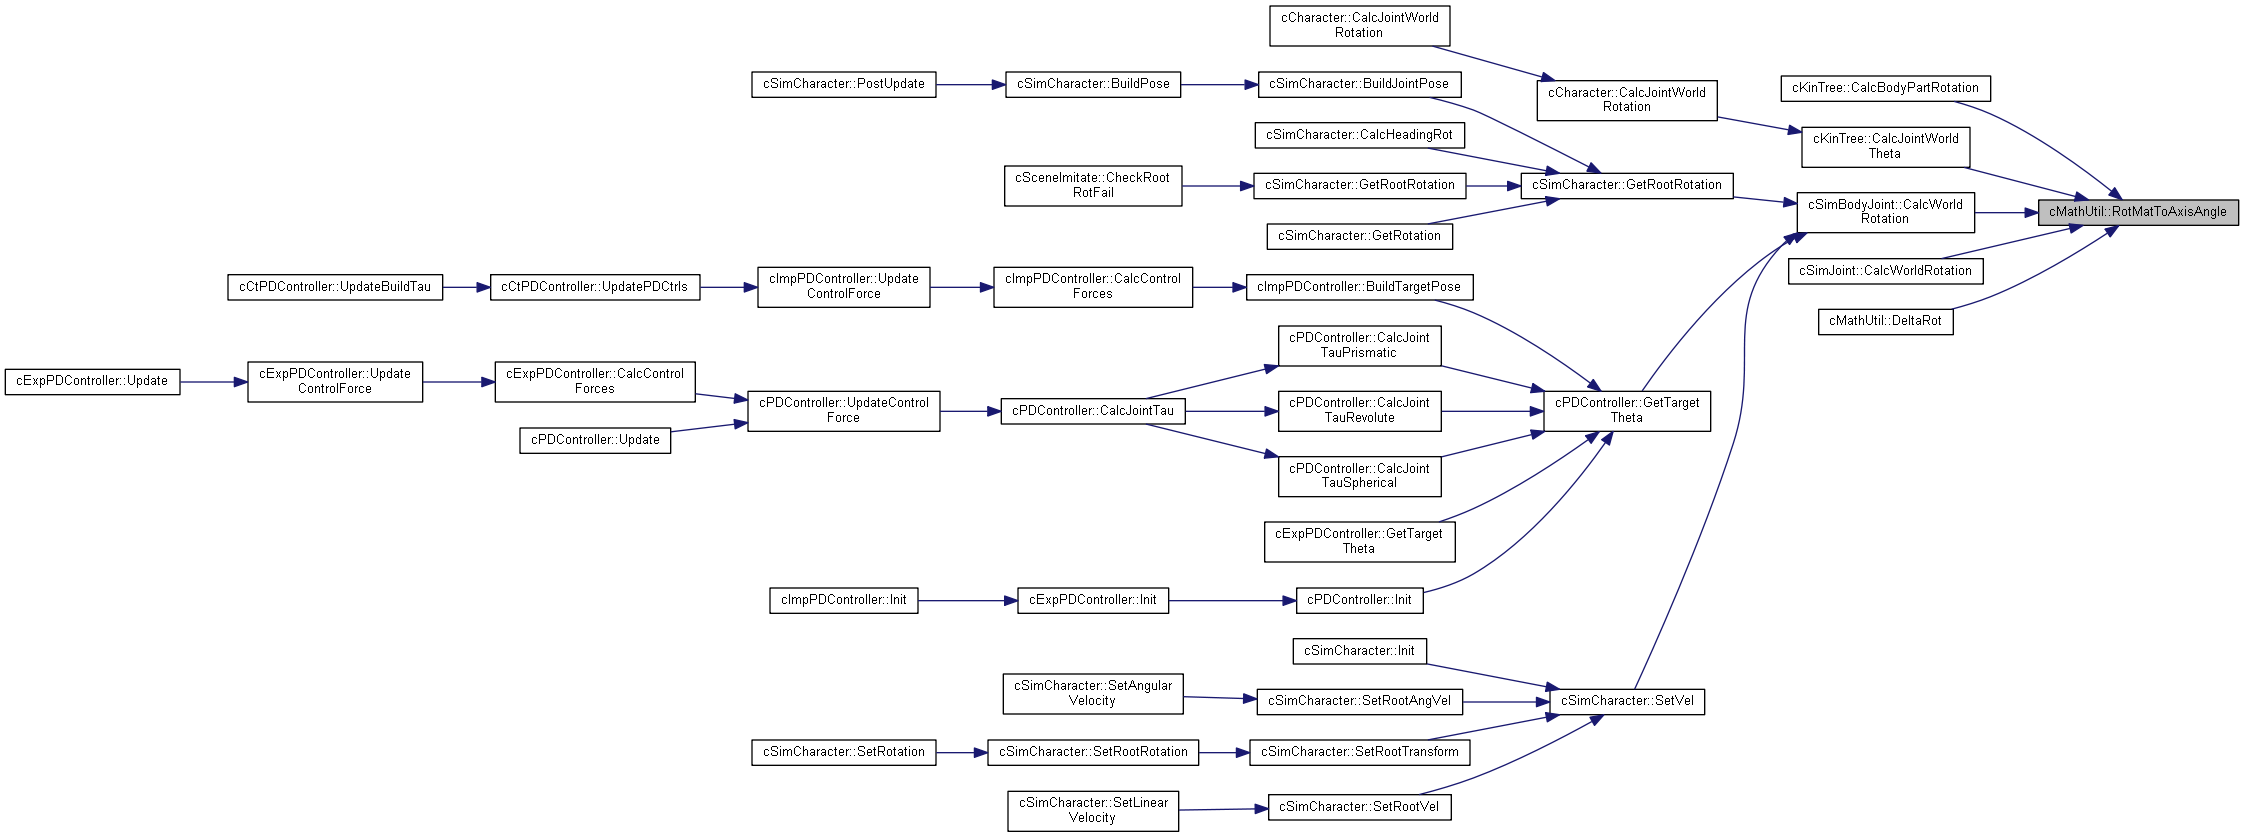 cCharacter::CalcJointWorld
Rotation
cSimCharacter::PostUpdate
cSimCharacter::BuildPose
cSimCharacter::BuildJointPose
cCharacter::CalcJointWorld
Rotation
cKinTree::CalcBodyPartRotation
cSimCharacter::CalcHeadingRot
cKinTree::CalcJointWorld
Theta
cSceneImitate::CheckRoot
RotFail
cSimCharacter::GetRootRotation
cSimCharacter::GetRootRotation
cSimBodyJoint::CalcWorld
Rotation
cMathUtil::RotMatToAxisAngle
cSimCharacter::GetRotation
cSimJoint::CalcWorldRotation
cCtPDController::UpdateBuildTau
cCtPDController::UpdatePDCtrls
cImpPDController::Update
ControlForce
cImpPDController::CalcControl
Forces
cImpPDController::BuildTargetPose
cMathUtil::DeltaRot
cPDController::CalcJoint
TauPrismatic
cExpPDController::Update
cExpPDController::Update
ControlForce
cExpPDController::CalcControl
Forces
cPDController::UpdateControl
Force
cPDController::CalcJointTau
cPDController::CalcJoint
TauRevolute
cPDController::GetTarget
Theta
cPDController::Update
cPDController::CalcJoint
TauSpherical
cExpPDController::GetTarget
Theta
cImpPDController::Init
cExpPDController::Init
cPDController::Init
cSimCharacter::Init
cSimCharacter::SetAngular
Velocity
cSimCharacter::SetRootAngVel
cSimCharacter::SetVel
cSimCharacter::SetRotation
cSimCharacter::SetRootRotation
cSimCharacter::SetRootTransform
cSimCharacter::SetLinear
Velocity
cSimCharacter::SetRootVel